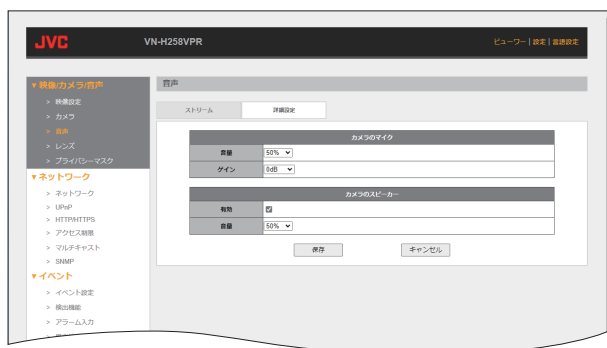 JVC
VN-H258VPR
ビューワー | 設定 | 言語設定
▼映像/カメラ/音声
> 映像設定
> カメラ
> 音声
> レンズ
> プライバシーマスク
▼ネットワーク
> ネットワーク
> UPnP
> HTTP/HTTPS
> アクセス制限
> マルチキャスト
> SNMP
▼イベント
> イベント設定
> 検出機能
> アラーム入力
音声
ストリーム
詳細設定
カメラのマイク
音量 50%
ゲイン 0dB
カメラのスピーカー
有効
音量 50%
保存 キャンセル